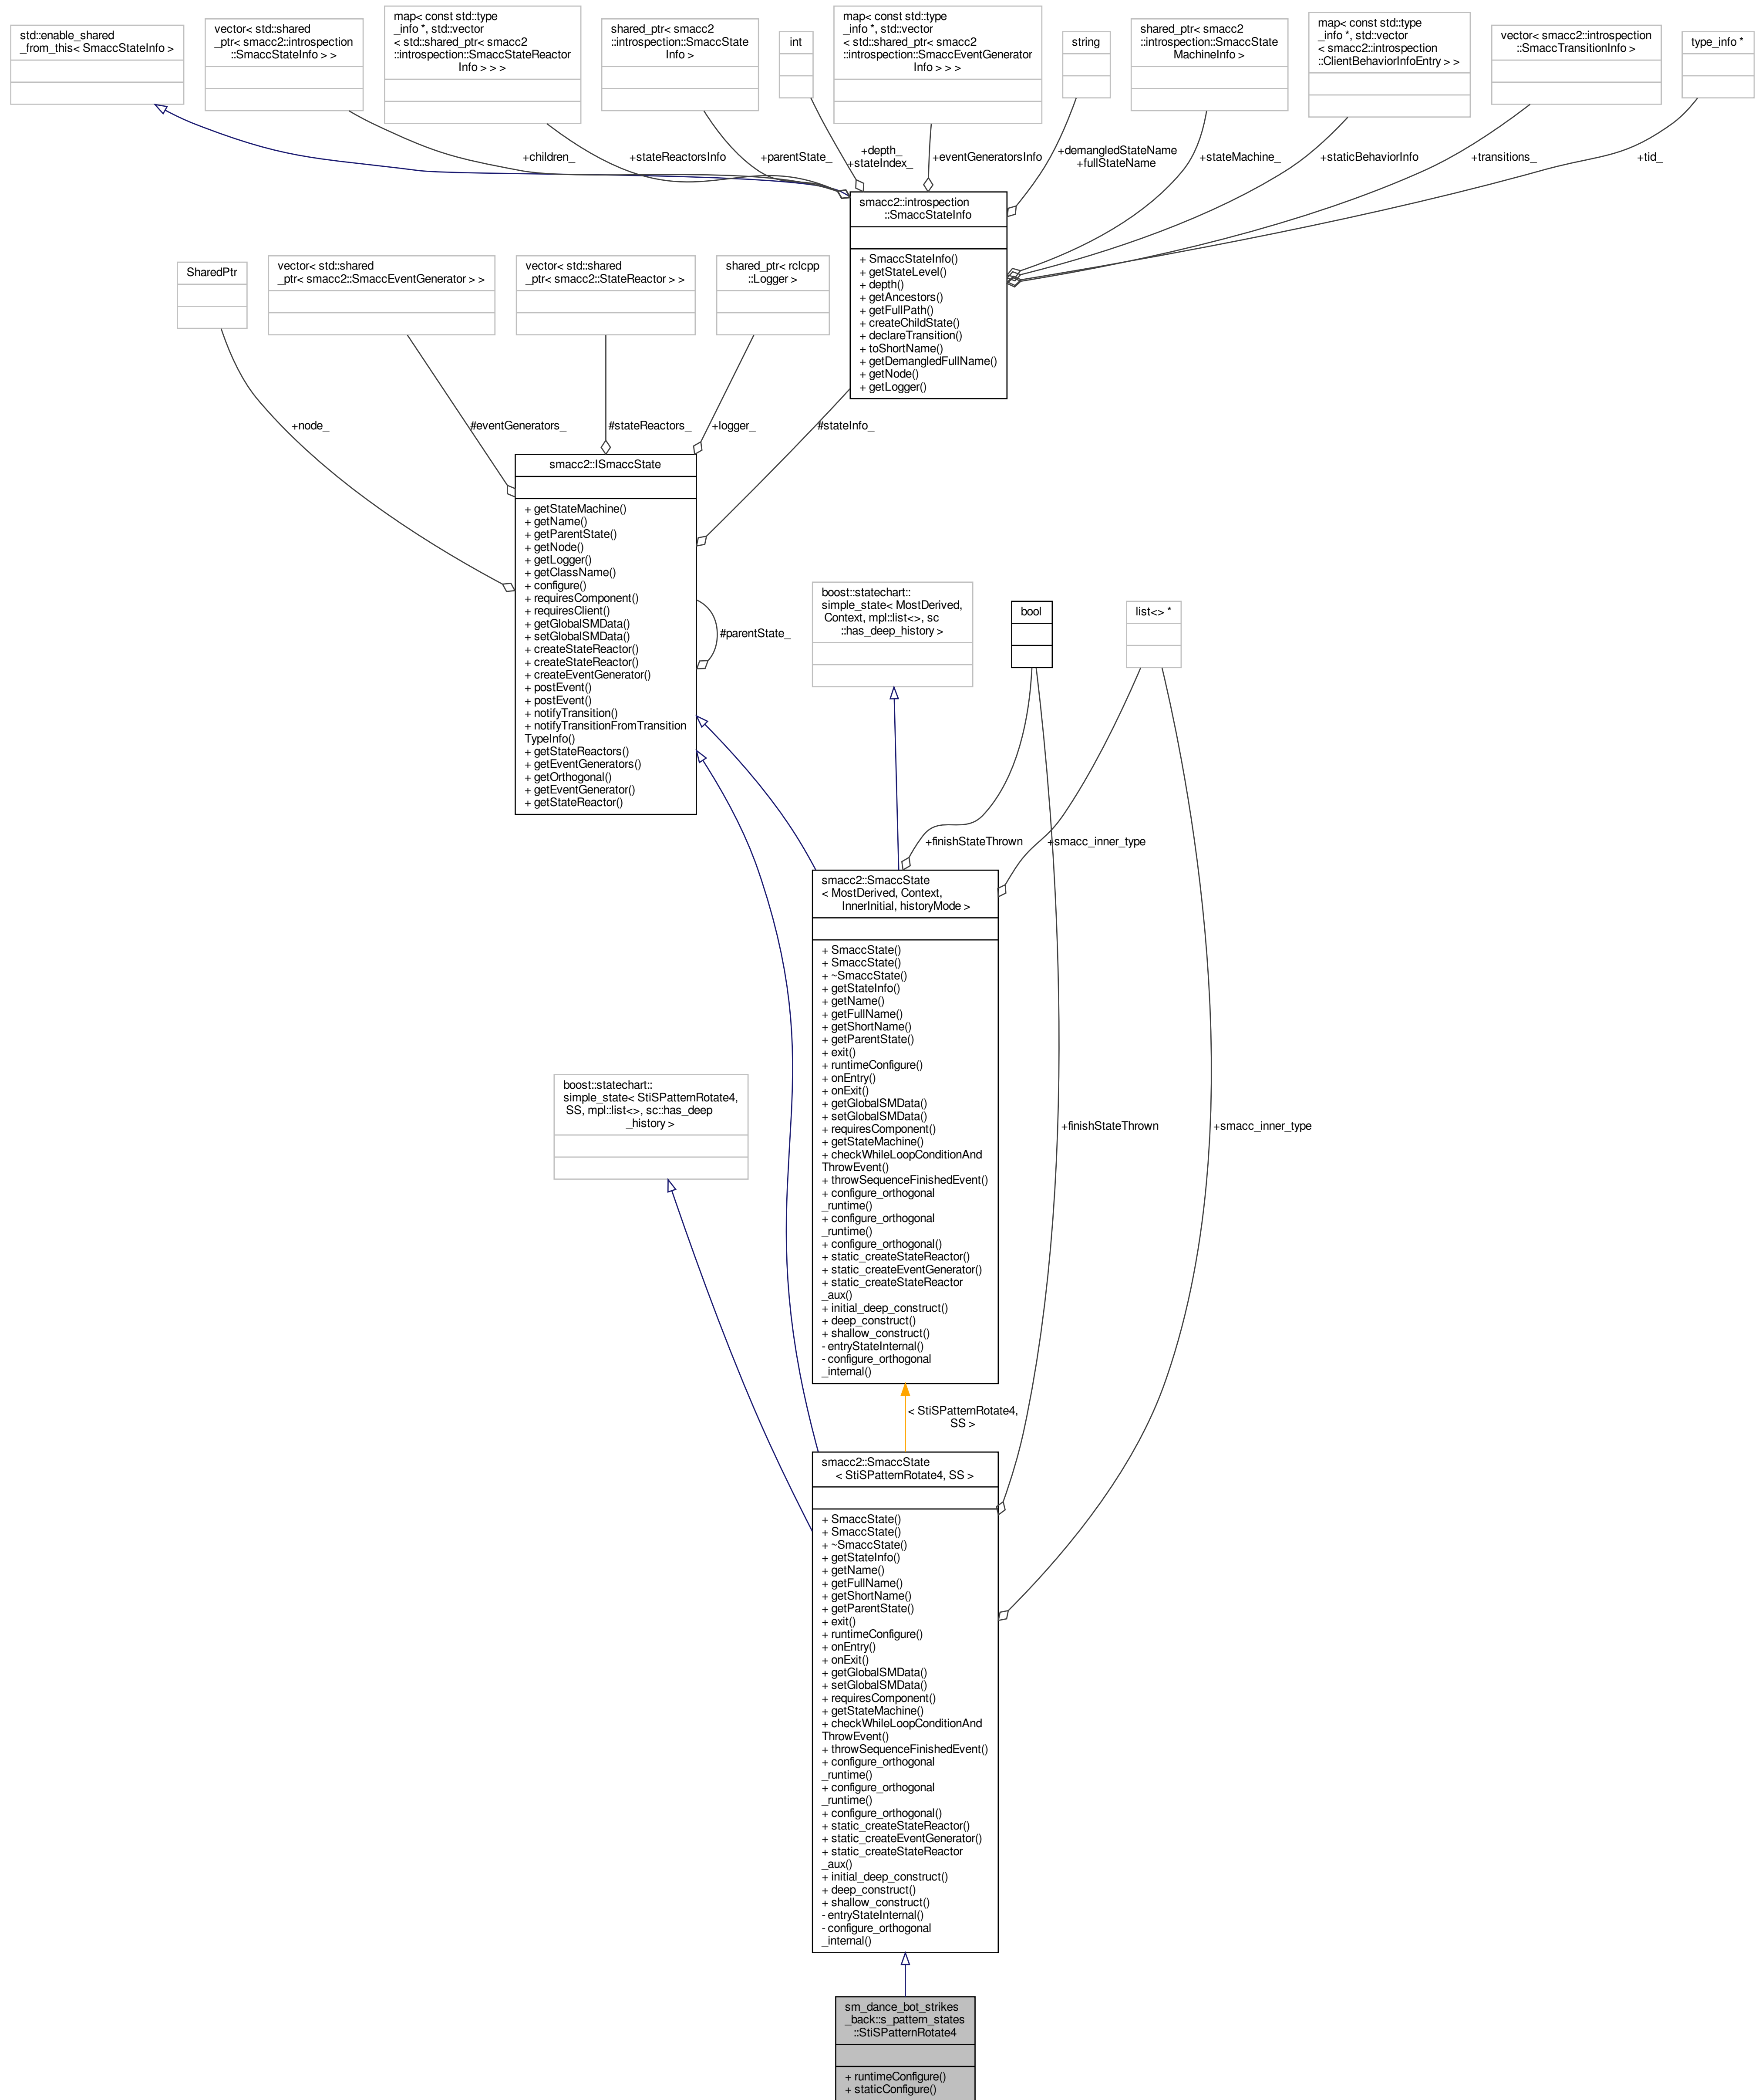 std::enable_shared
_from_this< SmaccStateInfo >
vector< std::shared
_ptr< smacc2::introspection
::SmaccStateInfo > >
map< const std::type
_info *, std::vector
< std::shared_ptr< smacc2
::introspection::SmaccStateReactor
Info > > >
shared_ptr< smacc2
::introspection::SmaccState
Info >
int
map< const std::type
_info *, std::vector
< std::shared_ptr< smacc2
::introspection::SmaccEventGenerator
Info > > >
string
shared_ptr< smacc2
::introspection::SmaccState
MachineInfo >
map< const std::type
_info *, std::vector
< smacc2::introspection
::ClientBehaviorInfoEntry > >
vector< smacc2::introspection
::SmaccTransitionInfo >
type_info *
+children_
+stateReactorsInfo
+parentState_
+depth_
+stateIndex_
+eventGeneratorsInfo
+demangledStateName
+fullStateName
+stateMachine_
+staticBehaviorInfo
+transitions_
+tid_
smacc2::introspection
::SmaccStateInfo
+ SmaccStateInfo()
+ getStateLevel()
+ depth()
+ getAncestors()
+ getFullPath()
+ createChildState()
+ declareTransition()
+ toShortName()
+ getDemangledFullName()
+ getNode()
+ getLogger()
SharedPtr
vector< std::shared
_ptr< smacc2::SmaccEventGenerator > >
vector< std::shared
_ptr< smacc2::StateReactor > >
shared_ptr< rclcpp
::Logger >
+node_
#eventGenerators_
#stateReactors_
+logger_
#stateInfo_
smacc2::ISmaccState
+ getStateMachine()
+ getName()
+ getParentState()
+ getNode()
+ getLogger()
+ getClassName()
+ configure()
+ requiresComponent()
+ requiresClient()
+ getGlobalSMData()
+ setGlobalSMData()
+ createStateReactor()
+ createStateReactor()
+ createEventGenerator()
+ postEvent()
+ postEvent()
+ notifyTransition()
+ notifyTransitionFromTransition
TypeInfo()
+ getStateReactors()
+ getEventGenerators()
+ getOrthogonal()
+ getEventGenerator()
+ getStateReactor()
#parentState_
boost::statechart::
simple_state< MostDerived,
Context, mpl::list<>, sc
::has_deep_history >
bool
list<> *
+finishStateThrown
+smacc_inner_type
smacc2::SmaccState
< MostDerived, Context,
InnerInitial, historyMode >
+ SmaccState()
+ SmaccState()
+ ~SmaccState()
+ getStateInfo()
+ getName()
+ getFullName()
+ getShortName()
+ getParentState()
+ exit()
+ runtimeConfigure()
+ onEntry()
+ onExit()
+ getGlobalSMData()
+ setGlobalSMData()
+ requiresComponent()
+ getStateMachine()
+ checkWhileLoopConditionAnd
ThrowEvent()
+ throwSequenceFinishedEvent()
+ configure_orthogonal
_runtime()
+ configure_orthogonal
_runtime()
+ configure_orthogonal()
+ static_createStateReactor()
+ static_createEventGenerator()
+ static_createStateReactor
_aux()
+ initial_deep_construct()
+ deep_construct()
+ shallow_construct()
- entryStateInternal()
- configure_orthogonal
_internal()
boost::statechart::
simple_state< StiSPatternRotate4,
SS, mpl::list<>, sc::has_deep
_history >
+finishStateThrown
+smacc_inner_type
< StiSPatternRotate4,
SS >
smacc2::SmaccState
< StiSPatternRotate4, SS >
+ SmaccState()
+ SmaccState()
+ ~SmaccState()
+ getStateInfo()
+ getName()
+ getFullName()
+ getShortName()
+ getParentState()
+ exit()
+ runtimeConfigure()
+ onEntry()
+ onExit()
+ getGlobalSMData()
+ setGlobalSMData()
+ requiresComponent()
+ getStateMachine()
+ checkWhileLoopConditionAnd
ThrowEvent()
+ throwSequenceFinishedEvent()
+ configure_orthogonal
_runtime()
+ configure_orthogonal
_runtime()
+ configure_orthogonal()
+ static_createStateReactor()
+ static_createEventGenerator()
+ static_createStateReactor
_aux()
+ initial_deep_construct()
+ deep_construct()
+ shallow_construct()
- entryStateInternal()
- configure_orthogonal
_internal()
sm_dance_bot_strikes
_back::s_pattern_states
::StiSPatternRotate4
+ runtimeConfigure()
+ staticConfigure()